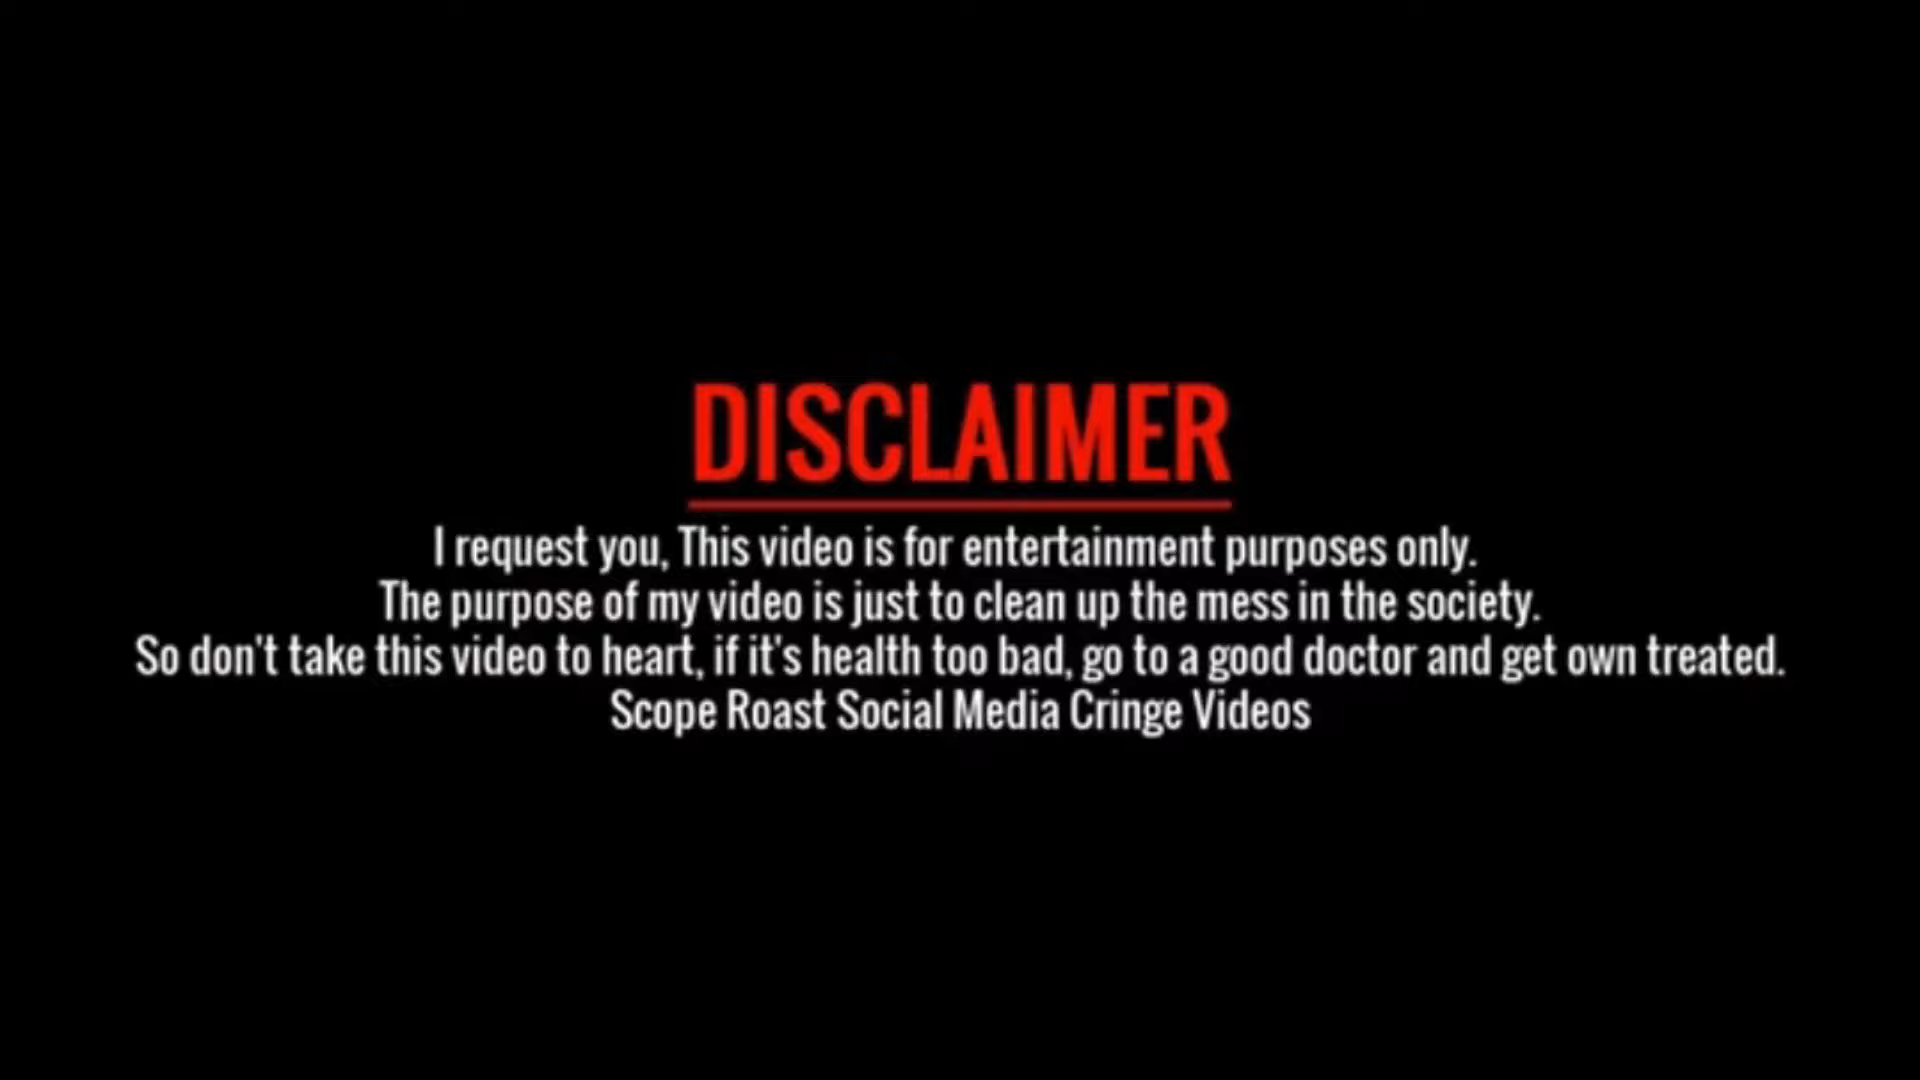 DISCLAIMER
I request you, This video is for entertainment purposes only.
The purpose of my video is just to clean up the mess in the society.
So don't take this video to heart, if it's health too bad, go to a good doctor and get own treated.
Scope Roast Social Media Cringe Videos